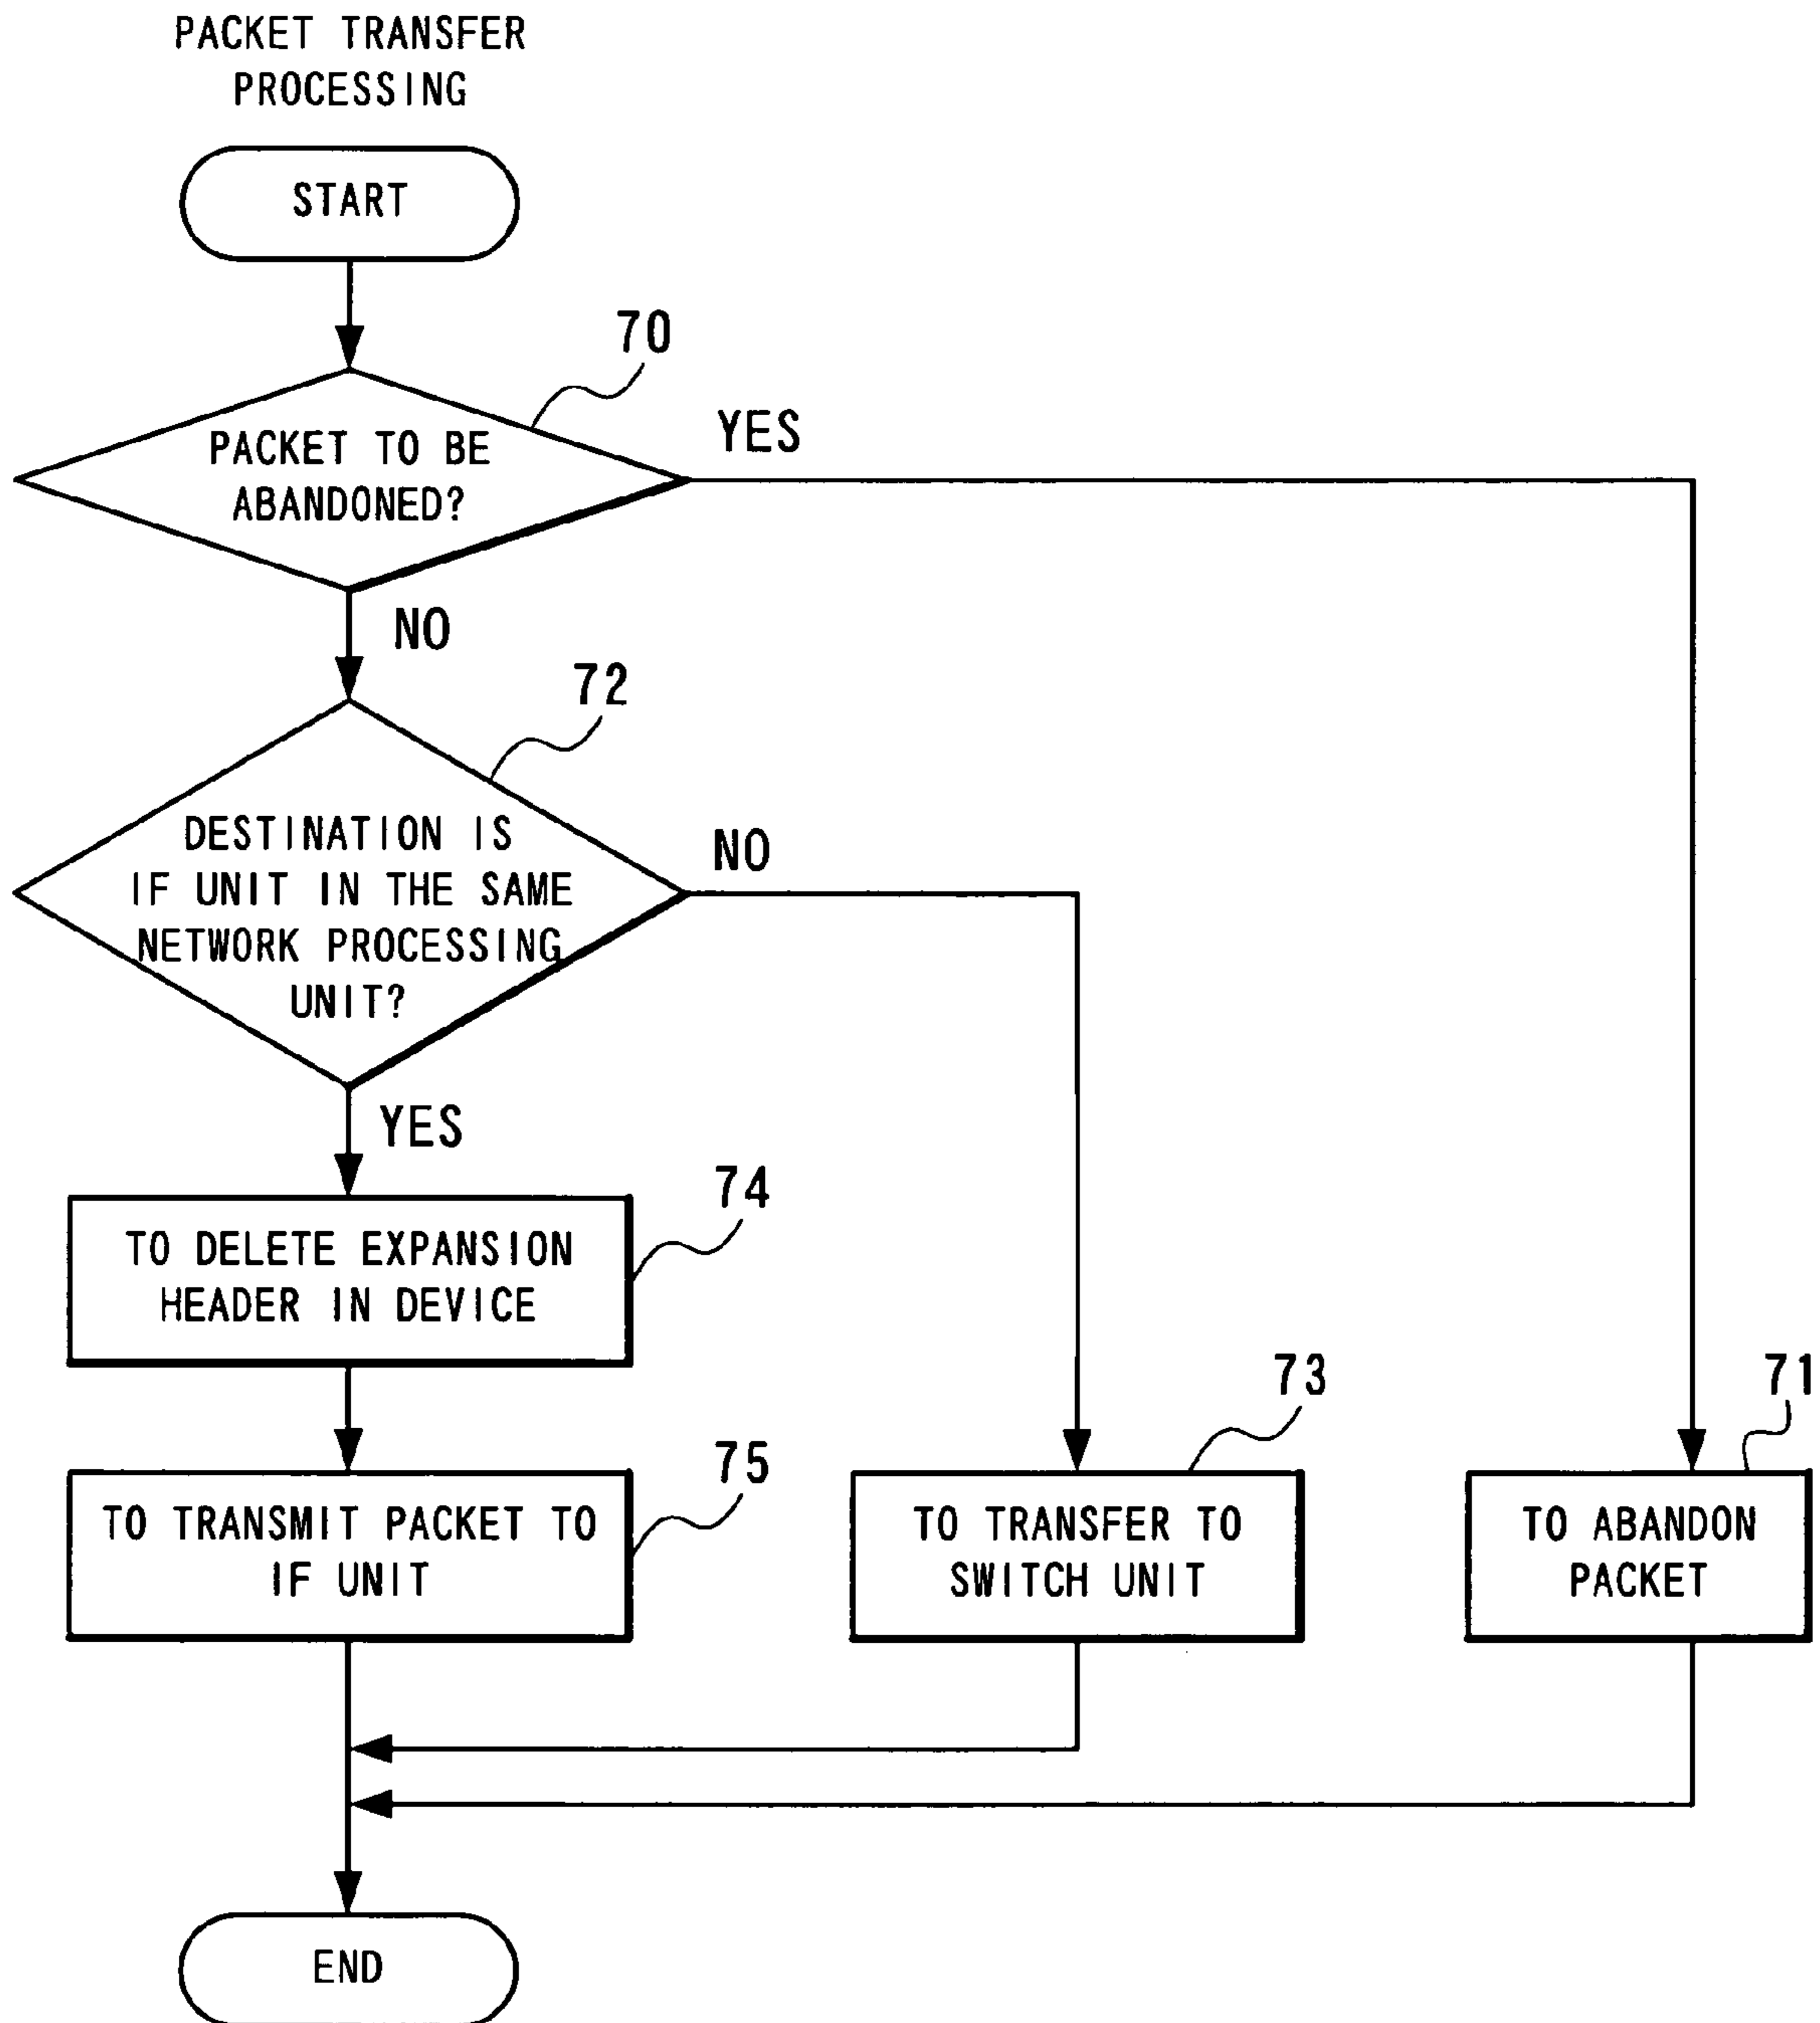 PACKET TRANSFER
PROCESSING
START
70
PACKET TO BE
ABANDONED?
YES
NO
72
DESTINATION IS
IF UNIT IN THE SAME
NETWORK PROCESSING
UNIT?
NO
YES
74
TO DELETE EXPANSION
HEADER IN DEVICE
75
TO TRANSMIT PACKET TO
IF UNIT
73
TO TRANSFER TO
SWITCH UNIT
71
TO ABANDON
PACKET
END